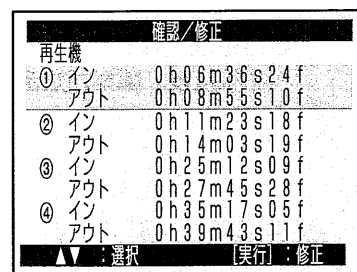 確認／修正
再生機
① イン 0h06m36s24f
アウト 0h08m55s10f
② イン 0h11m23s18f
アウト 0h14m03s19f
③ イン 0h25m12s09f
アウト 0h27m45s28f
④ イン 0h35m17s05f
アウト 0h39m43s11f
▲▼ ：選択 [実行]：修正